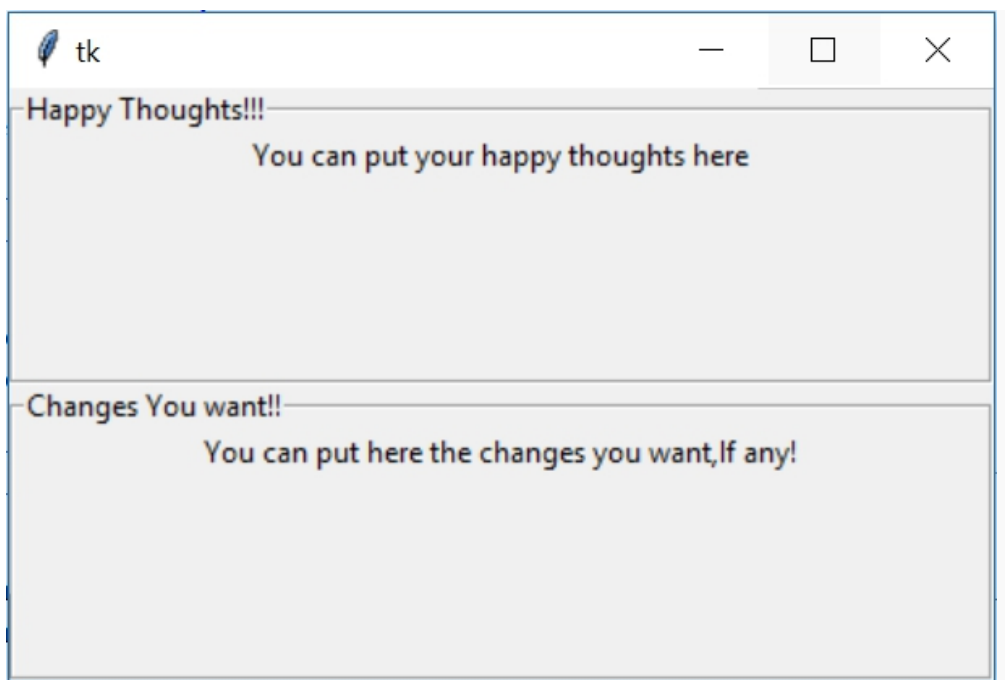 tk
Happy Thoughts!!!
You can put your happy thoughts here
Changes You want!!
You can put here the changes you want,If any!